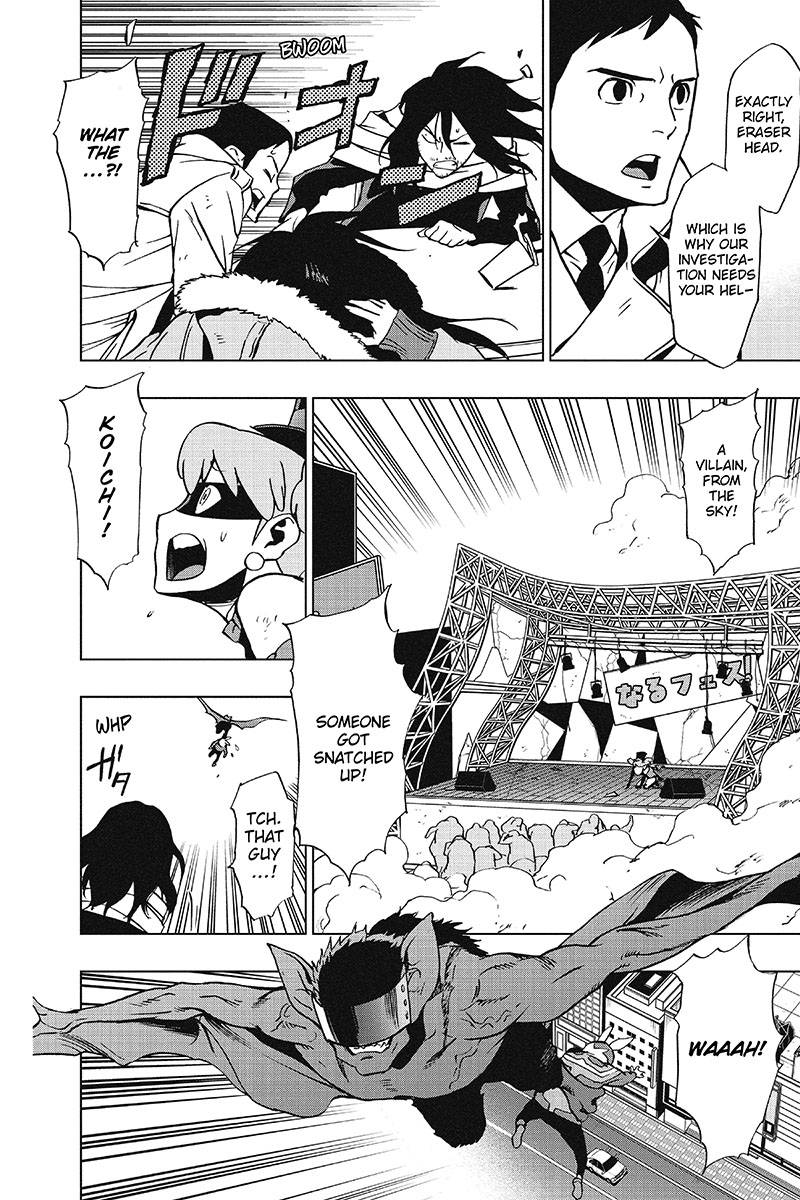 EXACTLY
RIGHT,
ERASER
HEAD.
WHICH IS
WHY OUR
INVESTIGA-
TION NEEDS
YOUR HEL-
BWOOM
ドオ
WHAT
THE
...?!
A
VILLAIN,
FROM
THE
SKY!
なるフェス!
SOMEONE
GOT
SNATCHED
UP!
KOICHI!
WHP
バタ
TCH.
THAT
GUY
...!
WAAAH!